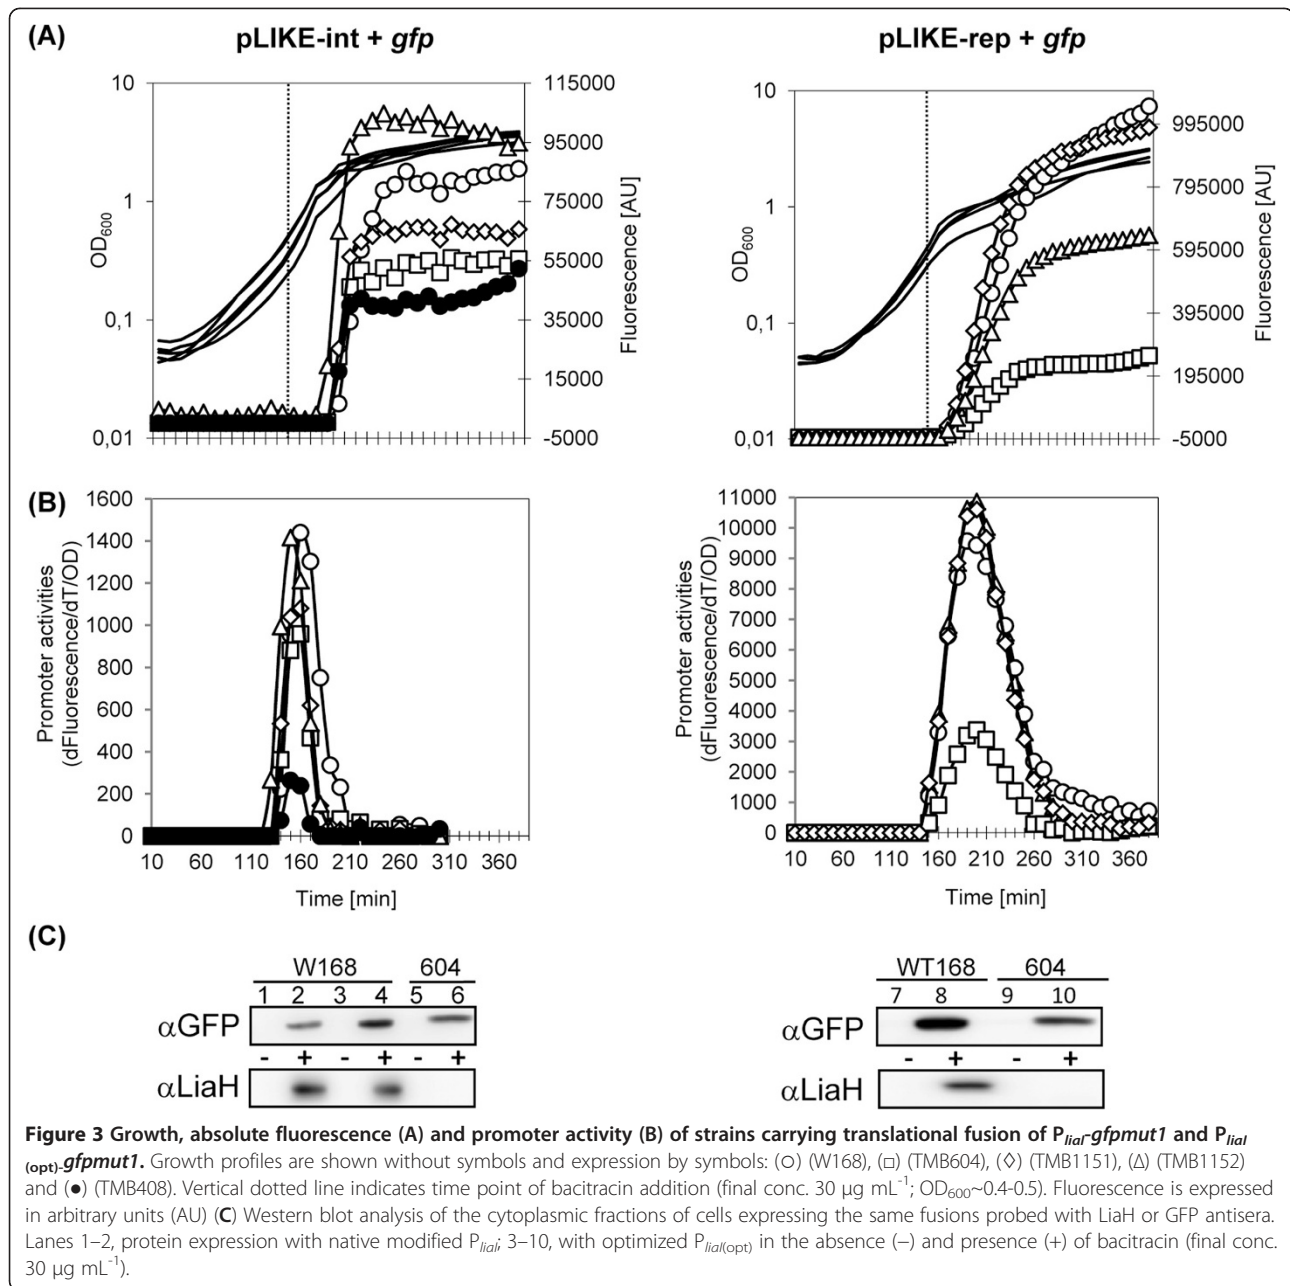 (A)
pLIKE-int + gfp
pLIKE-rep + gfp
10
1
0,1
0,01
OD600
115000
95000
75000
55000
35000
15000
-5000
Fluorescence [AU]
10
1
0,1
0,01
OD600
995000
795000
595000
395000
195000
-5000
Fluorescence [AU]
(B)
1600
1400
1200
1000
800
600
400
200
0
Promoter activities
(dFluorescence/dT/OD)
10 60 110 160 210 260 310 360
Time [min]
11000
10000
9000
8000
7000
6000
5000
4000
3000
2000
1000
0
Promoter activities
(dFluorescence/dT/OD)
10 60 110 160 210 260 310 360
Time [min]
(C)
W168 604
1 2 3 4 5 6
αGFP
- + - + - +
αLiaH
WT168 604
7 8 9 10
αGFP
- + - +
αLiaH
Figure 3 Growth, absolute fluorescence (A) and promoter activity (B) of strains carrying translational fusion of PliaI-gfpmut1 and PliaI
(opt)-gfpmut1. Growth profiles are shown without symbols and expression by symbols: (○) (W168), (□) (TMB604), (◊) (TMB1151), (Δ) (TMB1152)
and (●) (TMB408). Vertical dotted line indicates time point of bacitracin addition (final conc. 30 μg mL-1; OD600~0.4-0.5). Fluorescence is expressed
in arbitrary units (AU) (C) Western blot analysis of the cytoplasmic fractions of cells expressing the same fusions probed with LiaH or GFP antisera.
Lanes 1–2, protein expression with native modified PliaI; 3–10, with optimized PliaI(opt) in the absence (−) and presence (+) of bacitracin (final conc.
30 μg mL-1).